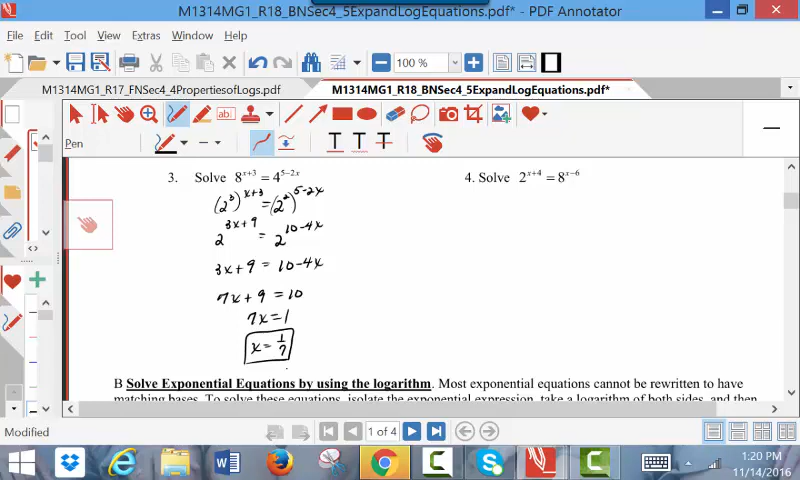 M1314MG1_R18_BNSec4_5ExpandLogEquations.pdf* - PDF Annotator
File Edit Tool View Extras Window Help
100 %
M1314MG1_R17_FNSec4_4PropertiesofLogs.pdf
M1314MG1_R18_BNSec4_5ExpandLogEquations.pdf*
Pen
3. Solve 8^{x+3} = 4^{5-2x}
4. Solve 2^{x+4} = 8^{x-6}
(2^3)^{x+3} = (2^2)^{5-2x}
2^{3x+9} = 2^{10-4x}
3x+9 = 10-4x
7x+9 = 10
7x=1
x= 1/7
B Solve Exponential Equations by using the logarithm. Most exponential equations cannot be rewritten to have
matching bases. To solve these equations, isolate the exponential expression, take a logarithm of both sides, and then
Modified
1 of 4
1:20 PM
11/14/2016